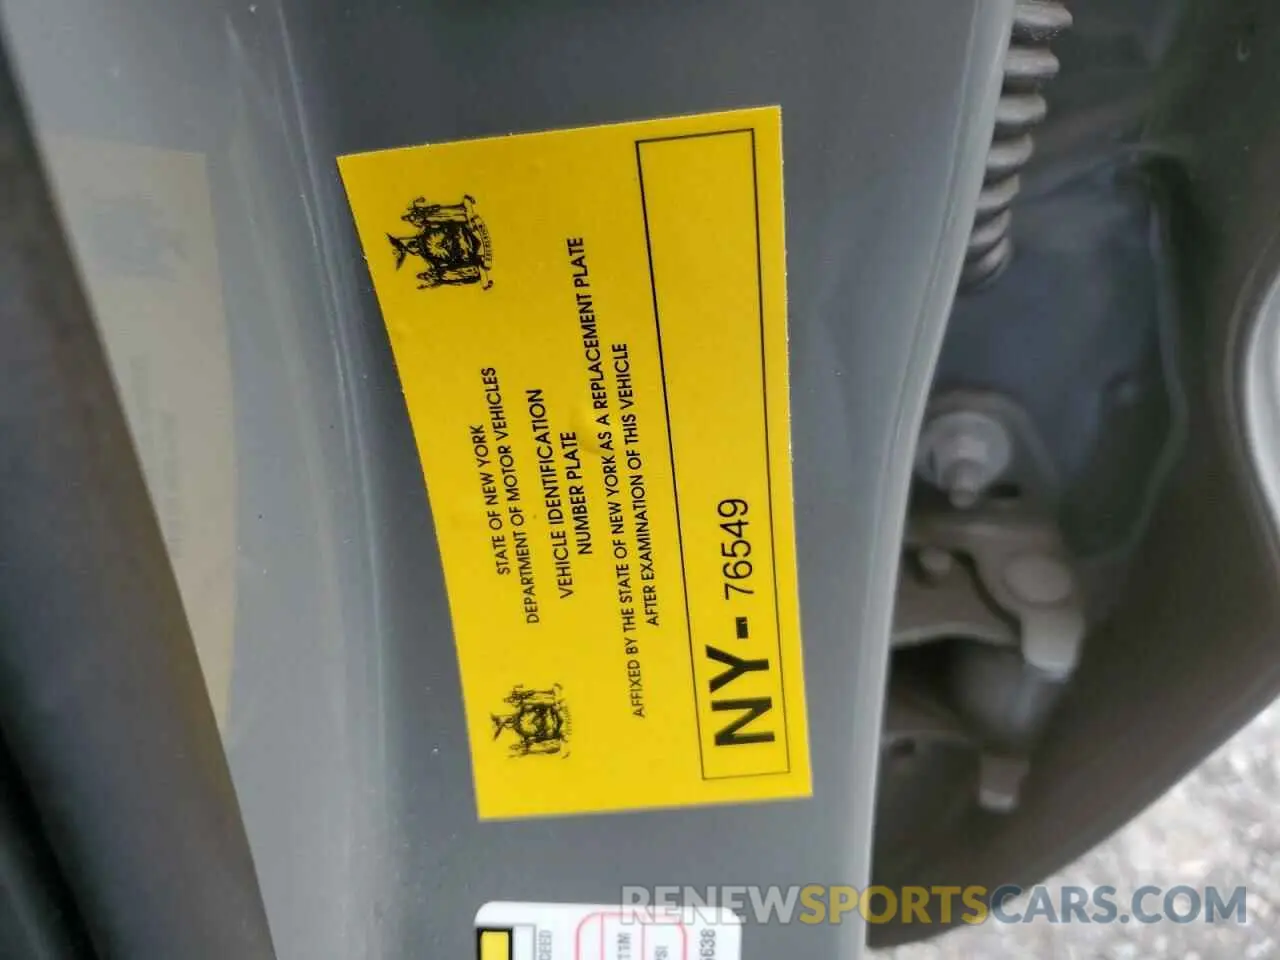 STATE OF NEW YORK
DEPARTMENT OF MOTOR VEHICLES
VEHICLE IDENTIFICATION
NUMBER PLATE
AFFIXED BY THE STATE OF NEW YORK AS A REPLACEMENT PLATE
AFTER EXAMINATION OF THIS VEHICLE
NY- 76549
RENEWSPORTSCARS.COM